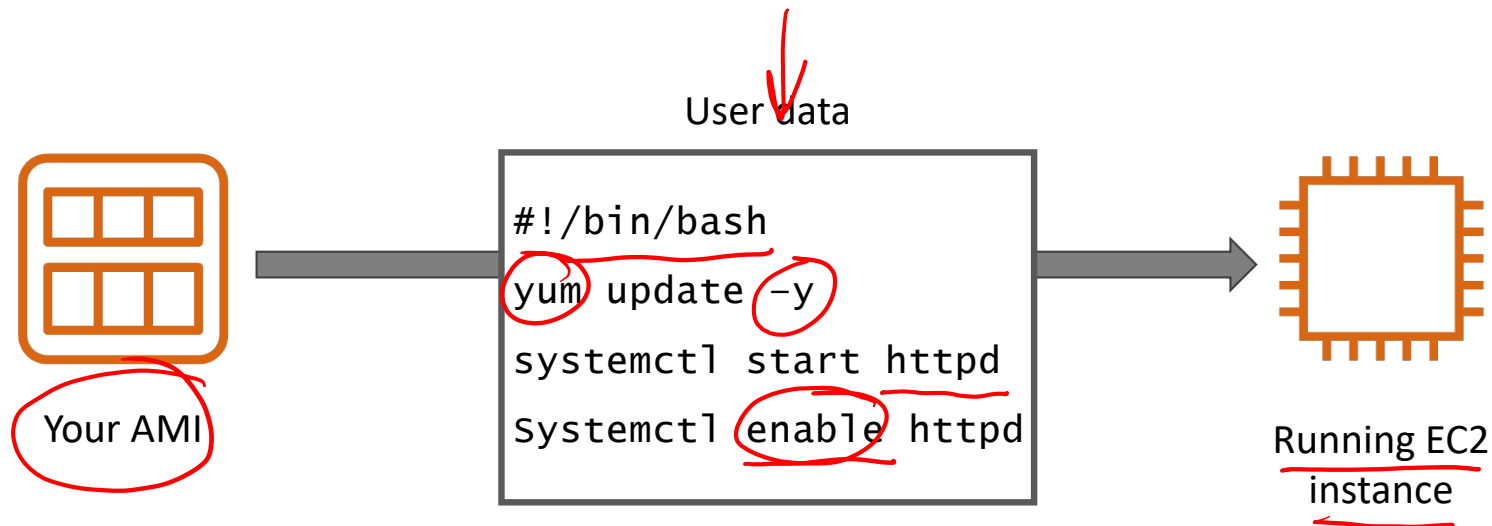 User data
#!/bin/bash
yum update -y
systemctl start httpd
Systemctl enable httpd
Your AMI
Running EC2
instance